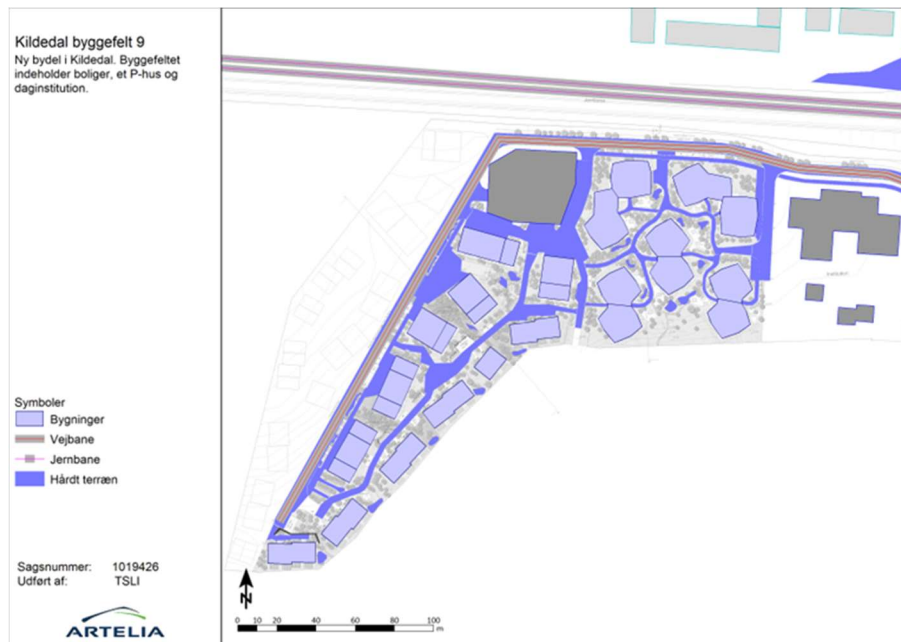 Kildedal byggefelt 9
Ny bydel i Kildedal. Byggefeltet
indeholder boliger, et P-hus og
daginstitution.
Symboler
Bygninger
Vejbane
Jernbane
Hårdt terræn
Sagsnummer: 1019426
Udført af: TSLI
ARTELIA
N
0 10 20 40 60 80 100
m